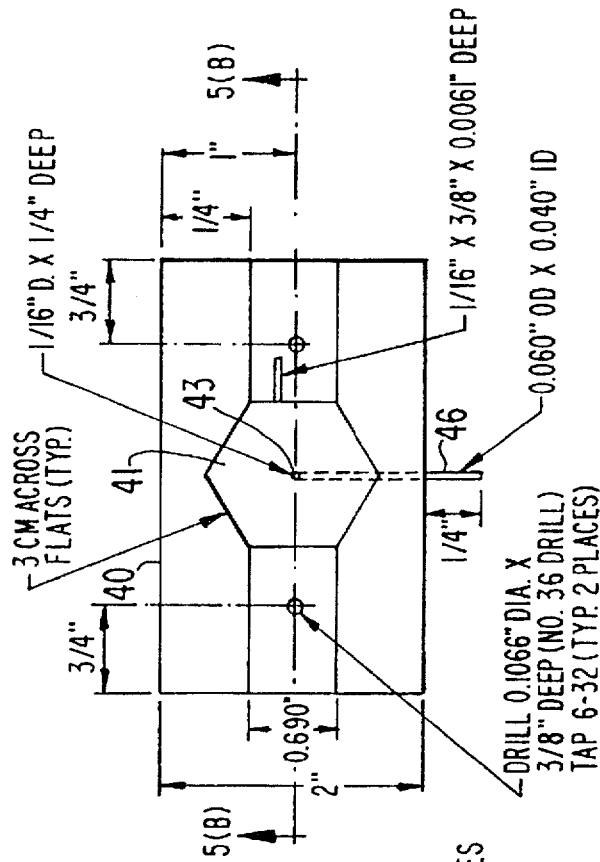 3 CM ACROSS
FLATS (TYP.)
1/16" D. X 1/4" DEEP
40
41
43
3/4"
3/4"
1/4"
1"
5(B)
5(B)
2"
0.690"
1/4"
46
1/16" X 3/8" X 0.0061" DEEP
0.060" OD X 0.040" ID
DRILL 0.1066" DIA. X
3/8" DEEP (NO. 36 DRILL)
TAP 6-32 (TYP. 2 PLACES)
ES